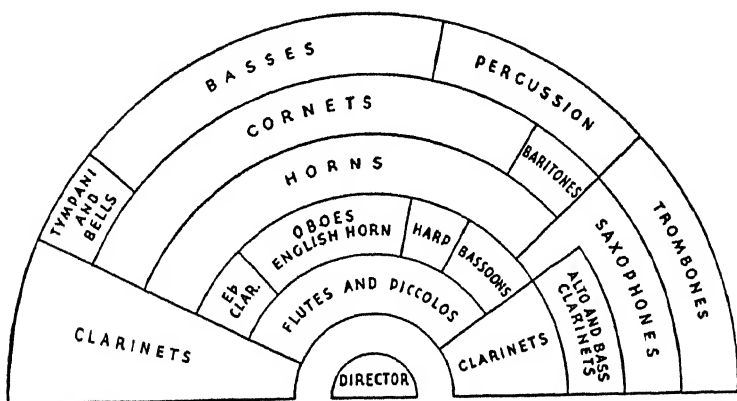 BASSES
PERCUSSION
CORNETS
BARITONES
TYMPANI
AND
BELLS
HORNS
TROMBONES
OBOES
ENGLISH HORN
HARP
BASSOONS
SAXOPHONES
E♭
CLAR.
FLUTES AND PICCOLOS
ALTO AND BASS
CLARINETS
CLARINETS
CLARINETS
DIRECTOR